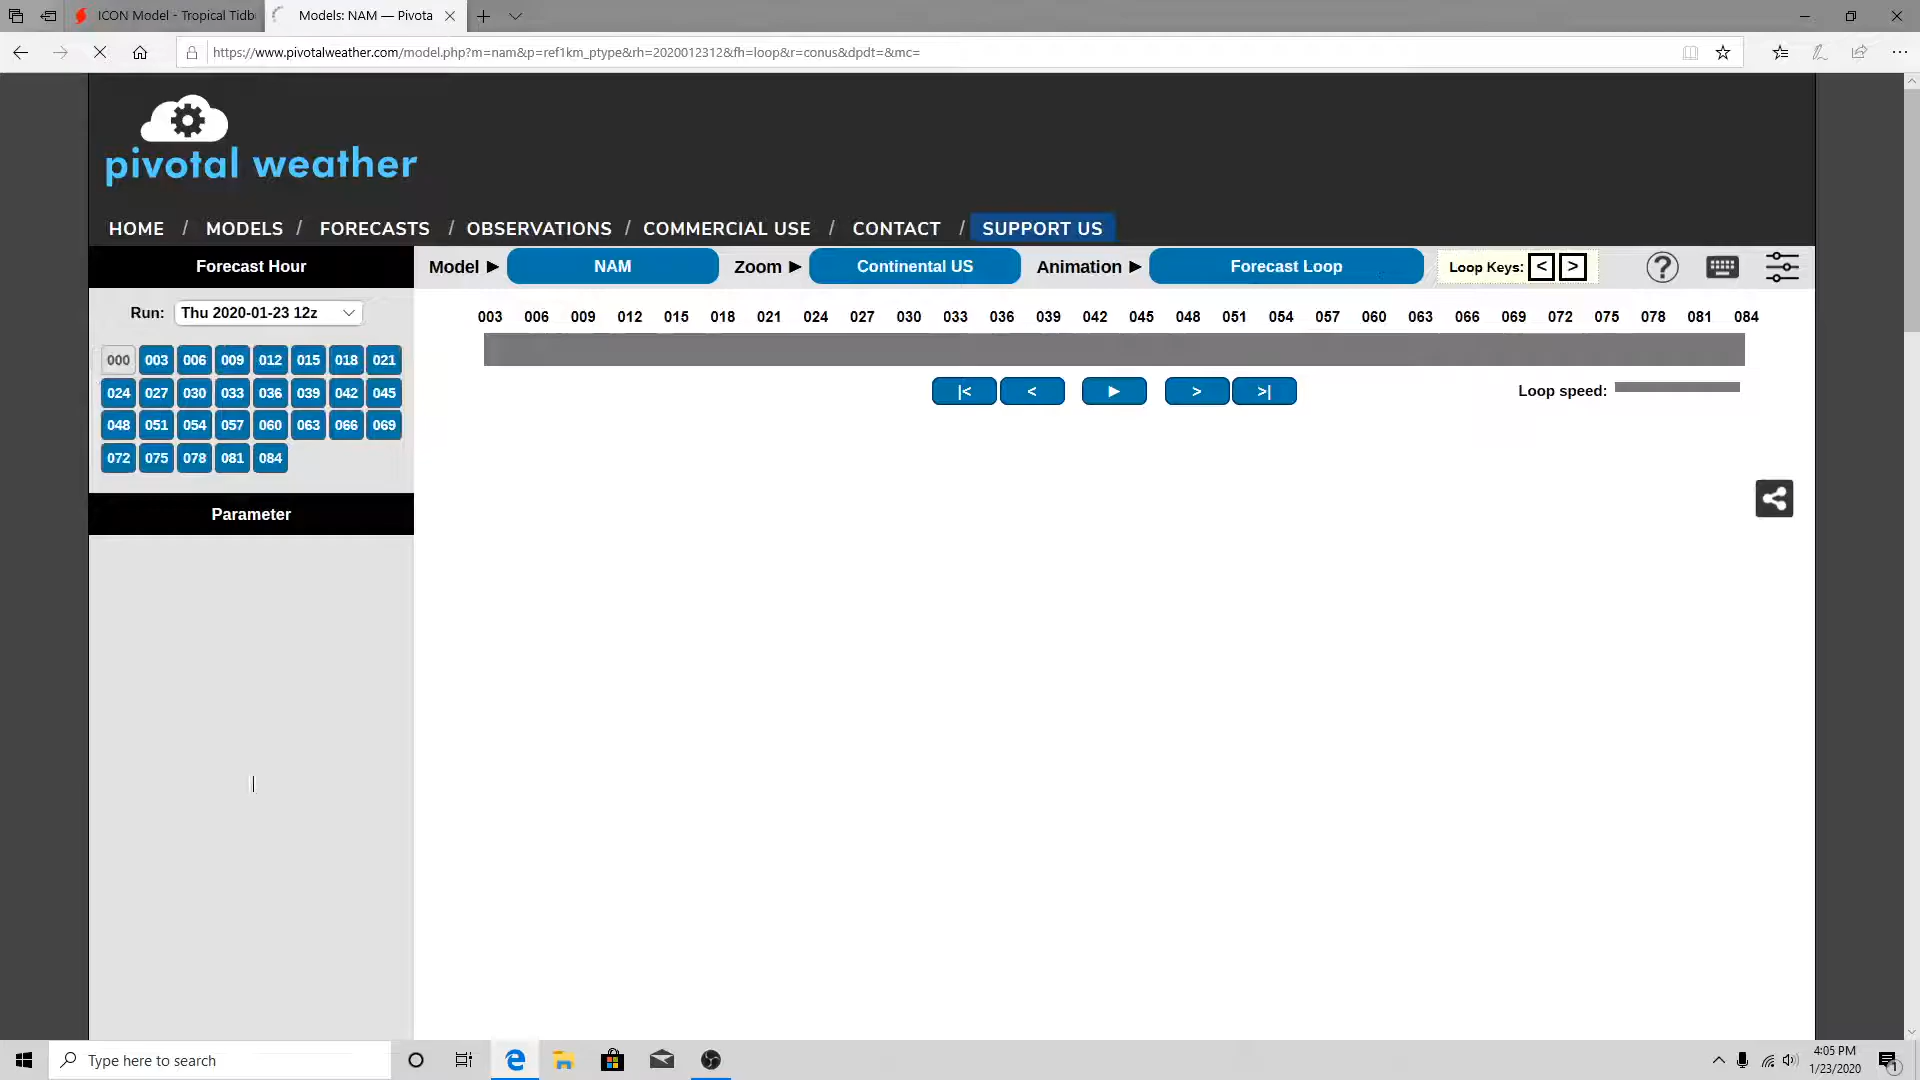 ICON Model - Tropical Tidb
Models: NAM — Pivota
https://www.pivotalweather.com/model.php?m=nam&p=ref1km_ptype&rh=2020012312&fh=loop&r=conus&dpdt=&mc=
pivotal weather
HOME / MODELS / FORECASTS / OBSERVATIONS / COMMERCIAL USE / CONTACT / SUPPORT US
Forecast Hour
Model ▶ NAM Zoom ▶ Continental US Animation ▶ Forecast Loop Loop Keys: < >
Run: Thu 2020-01-23 12z
003 006 009 012 015 018 021 024 027 030 033 036 039 042 045 048 051 054 057 060 063 066 069 072 075 078 081 084
000 003 006 009 012 015 018 021
024 027 030 033 036 039 042 045
048 051 054 057 060 063 066 069
072 075 078 081 084
|< < ▶ > >| Loop speed:
Parameter
Type here to search
4:05 PM
1/23/2020
1